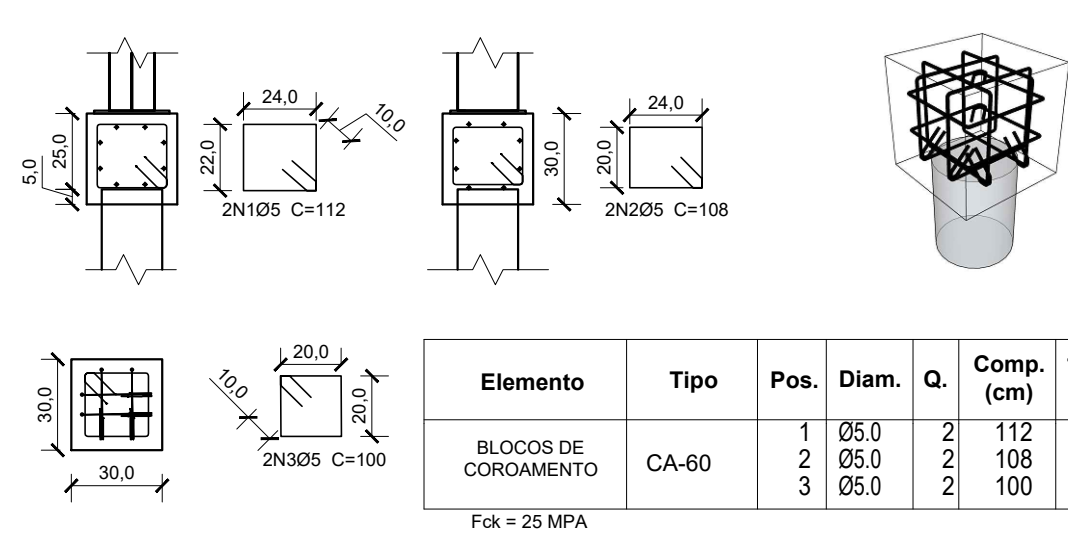 24,0
10,0
25,0
5,0
22,0
2N1Ø5 C=112
24,0
30,0
20,0
2N2Ø5 C=108
30,0
30,0
20,0
10,0
20,0
2N3Ø5 C=100
Elemento Tipo Pos. Diam. Q. Comp. (cm)
BLOCOS DE COROAMENTO CA-60
1 Ø5.0 2 112
2 Ø5.0 2 108
3 Ø5.0 2 100
Fck = 25 MPA